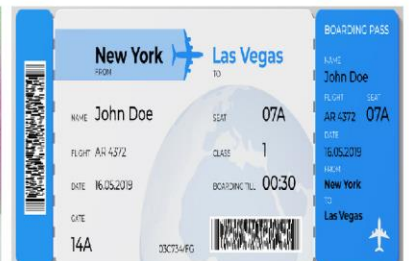 New York
FROM
Las Vegas
TO
NAME John Doe
SEAT 07A
FLIGHT AR 4372
CLASS 1
DATE 16.05.2019
BOARDING TILL 00:30
GATE
14A
BOARDING PASS
NAME
John Doe
FLIGHT SEAT
AR 4372 07A
DATE
16.05.2019
FROM
New York
TO
Las Vegas